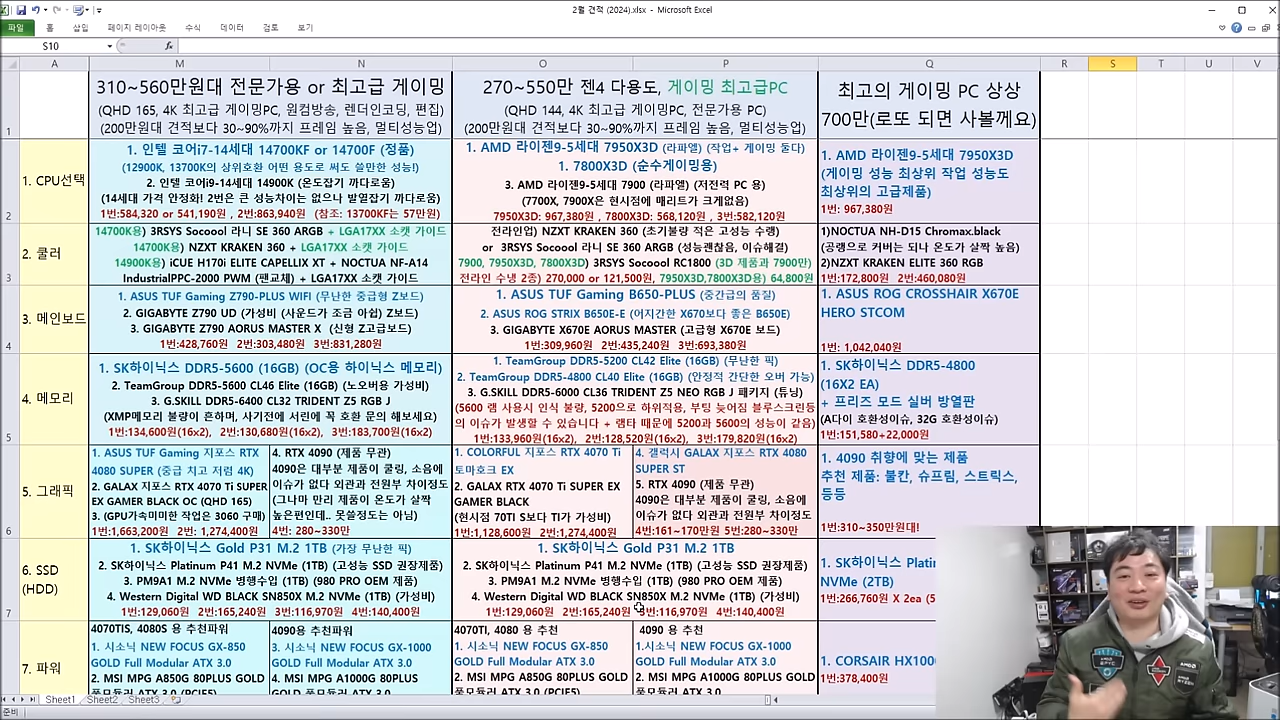 2월 견적 (2024).xlsx - Microsoft Excel
파일 홈 삽입 페이지 레이아웃 수식 데이터 검토 보기
S10 fx
A M N O P Q R S T U V
1
310~560만원대 전문가용 or 최고급 게이밍
(QHD 165, 4K 최고급 게이밍PC, 원컴방송, 렌더인코딩, 편집)
(200만원대 견적보다 30~90%까지 프레임 높음, 멀티성능업)
270~550만 젠4 다용도, 게이밍 최고급PC
(QHD 144, 4K 최고급 게이밍PC, 전문가용 PC)
(200만원대 견적보다 30~90%까지 프레임 높음, 멀티성능업)
최고의 게이밍 PC 상상
700만(로또 되면 사볼께요)
2
1. CPU선택
1. 인텔 코어i7-14세대 14700KF or 14700F (정품)
(12900K, 13700K의 상위호환 어떤 용도로 써도 쓸만한 성능!)
2. 인텔 코어i9-14세대 14900K (온도잡기 까다로움)
(14세대 가격 안정화! 2번은 큰 성능차이는 없으나 발열잡기 까다로움)
1번:584,320 or 541,190원 , 2번:863,940원 (참조: 13700KF는 57만원)
1. AMD 라이젠9-5세대 7950X3D (라파엘) (작업+ 게이밍 둘다)
1. 7800X3D (순수게이밍용)
3. AMD 라이젠9-5세대 7900 (라파엘) (저전력 PC 용)
(7700X, 7900X은 현시점에 매리트가 크게없음)
7950X3D: 967,380원 , 7800X3D: 568,120원 , 3번:582,120원
1. AMD 라이젠9-5세대 7950X3D
(게이밍 성능 최상위 작업 성능도
최상위의 고급제품)
1번: 967,380원
3
2. 쿨러
14700K용) 3RSYS Socoool 라니 SE 360 ARGB + LGA17XX 소켓 가이드
14700K용) NZXT KRAKEN 360 + LGA17XX 소켓 가이드
14900K용) iCUE H170i ELITE CAPELLIX XT + NOCTUA NF-A14
IndustrialPPC-2000 PWM (팬교체) + LGA17XX 소켓 가이드
전라인업) NZXT KRAKEN 360 (초기불량 적은 고성능 수랭)
or 3RSYS Socoool 라니 SE 360 ARGB (성능괜찮음, 이슈해결)
7900, 7950X3D, 7800X3D) 3RSYS Socoool RC1800 (3D 제품과 7900만)
전라인 수냉 2종) 270,000 or 121,500원, 7950X3D,7800X3D용) 64,800원
1)NOCTUA NH-D15 Chromax.black
(공랭으로 커버는 되나 온도가 살짝 높음)
2)NZXT KRAKEN ELITE 360 RGB
1번:172,800원 2번:460,080원
4
3. 메인보드
1. ASUS TUF Gaming Z790-PLUS WIFI (무난한 중급형 Z보드)
2. GIGABYTE Z790 UD (가성비 (사운드가 조금 아쉽) Z보드)
3. GIGABYTE Z790 AORUS MASTER X (신형 Z고급보드)
1번:428,760원 2번:303,480원 3번:831,280원
1. ASUS TUF Gaming B650-PLUS (중간급의 품질)
2. ASUS ROG STRIX B650E-E (어지간한 X670보다 좋은 B650E)
3. GIGABYTE X670E AORUS MASTER (고급형 X670E 보드)
1번:309,960원 2번:435,240원 3번:693,380원
1. ASUS ROG CROSSHAIR X670E
HERO STCOM
1번: 1,042,040원
5
4. 메모리
1. SK하이닉스 DDR5-5600 (16GB) (OC용 하이닉스 메모리)
2. TeamGroup DDR5-5600 CL46 Elite (16GB) (노오버용 가성비)
3. G.SKILL DDR5-6400 CL32 TRIDENT Z5 RGB J
(XMP메모리 불량이 흔하며, 사기전에 서린에 꼭 호환 문의 해보세요)
1번:134,600원(16x2), 2번:130,680원(16x2), 3번:183,700원(16x2)
1. TeamGroup DDR5-5200 CL42 Elite (16GB) (무난한 픽)
2. TeamGroup DDR5-4800 CL40 Elite (16GB) (안정적 간단한 오버 가능)
3. G.SKILL DDR5-6000 CL36 TRIDENT Z5 NEO RGB J 패키지 (튜닝)
(5600 램 사용시 인식 불량, 5200으로 하위적용, 부팅 늦어짐 블루스크린등
의 이슈가 발생할 수 있습니다 + 램타 때문에 5200과 5600의 성능이 같음)
1번:133,960원(16x2), 2번:128,520원(16x2), 3번:179,820원(16x2)
1. SK하이닉스 DDR5-4800
(16X2 EA)
+ 프리즈 모드 실버 방열판
(A다이 호환성이슈, 32G 호환성이슈)
1번:151,580+22,000원
6
5. 그래픽
1. ASUS TUF Gaming 지포스 RTX
4080 SUPER (중급 치고 저럼 4K)
2. GALAX 지포스 RTX 4070 Ti SUPER
EX GAMER BLACK OC (QHD 165)
3. (GPU가속미미한 작업은 3060 구매)
1번:1,663,200원 2번: 1,274,400원
4. RTX 4090 (제품 무관)
4090은 대부분 제품이 쿨링, 소음에
이슈가 없다 외관과 전원부 차이정도
(그나마 만리 제품이 온도가 살짝
높은편인데.. 못쓸정도는 아님)
4번: 280~330만
1. COLORFUL 지포스 RTX 4070 Ti
토마호크 EX
2. GALAX RTX 4070 Ti SUPER EX
GAMER BLACK
(현시점 70TI S보다 TI가 가성비)
1번:1,128,600원 2번:1,274,400원
4. 갤럭시 GALAX 지포스 RTX 4080
SUPER ST
5. RTX 4090 (제품 무관)
4090은 대부분 제품이 쿨링, 소음에
이슈가 없다 외관과 전원부 차이정도
4번:161~170만원 5번:280~330만
1. 4090 취향에 맞는 제품
추천 제품: 불칸, 슈프림, 스트릭스,
등등
1번:310~350만원대!
7
6. SSD
(HDD)
1. SK하이닉스 Gold P31 M.2 1TB (가장 무난한 픽)
2. SK하이닉스 Platinum P41 M.2 NVMe (고성능 SSD 권장제품)
3. PM9A1 M.2 NVMe 병행수입 (1TB) (980 PRO OEM 제품)
4. Western Digital WD BLACK SN850X M.2 NVMe (1TB) (가성비)
1번:129,060원 2번:165,240원 3번:116,970원 4번:140,400원
1. SK하이닉스 Gold P31 M.2 1TB
2. SK하이닉스 Platinum P41 M.2 NVMe (고성능 SSD 권장제품)
3. PM9A1 M.2 NVMe 병행수입 (1TB) (980 PRO OEM 제품)
4. Western Digital WD BLACK SN850X M.2 NVMe (1TB) (가성비)
1번:129,060원 2번:165,240원 3번:116,970원 4번:140,400원
1. SK하이닉스
NVMe (2TB)
1번:266,760원 X 2ea
7. 파워
4070TIS, 4080S 용 추천파워
1. 시소닉 NEW FOCUS GX-850
GOLD Full Modular ATX 3.0
2. MSI MPG A850G 80PLUS GOLD
풀모듈러 ATX 3.0 (PCIE5)
4090용 추천파워
3. 시소닉 NEW FOCUS GX-1000
GOLD Full Modular ATX 3.0
4. MSI MPG A1000G 80PLUS
GOLD 풀모듈러 ATX 3.0
4070TI, 4080 용 추천
1. 시소닉 NEW FOCUS GX-850
GOLD Full Modular ATX 3.0
2. MSI MPG A850G 80PLUS GOLD
풀모듈러 ATX 3.0 (PCIE5)
4090 용 추천
1.시소닉 NEW FOCUS GX-1000
GOLD Full Modular ATX 3.0
2. MSI MPG A1000G 80PLUS
GOLD 풀모듈러 ATX 3.0
1. CORSAIR HX100
1번:378,400원
Sheet1 Sheet2 Sheet3
준비